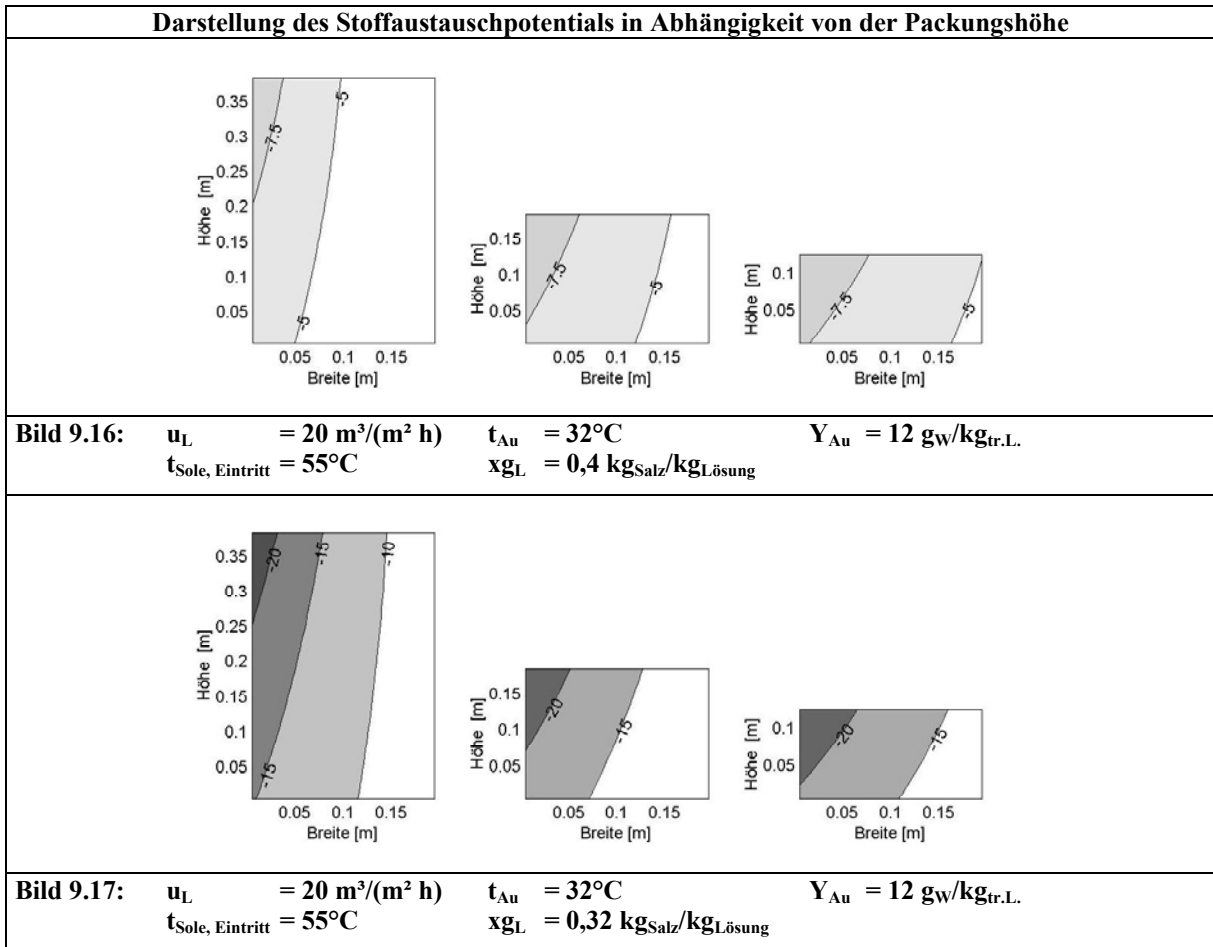 Darstellung des Stoffaustauschpotentials in Abhängigkeit von der Packungshöhe
0.35
0.3
0.25
0.2
0.15
0.1
0.05
Höhe [m]
-7.5
-5
-5
0.05 0.1 0.15
Breite [m]
0.15
0.1
0.05
Höhe [m]
-7.5
-5
0.05 0.1 0.15
Breite [m]
0.1
0.05
Höhe [m]
-7.5
-5
0.05 0.1 0.15
Breite [m]
Bild 9.16: u_L = 20 m³/(m² h) t_Au = 32°C Y_Au = 12 g_W/kg_tr.L.
t_Sole, Eintritt = 55°C xg_L = 0,4 kg_Salz/kg_Lösung
0.35
0.3
0.25
0.2
0.15
0.1
0.05
Höhe [m]
-20
-15
-10
-15
0.05 0.1 0.15
Breite [m]
0.15
0.1
0.05
Höhe [m]
-20
-15
0.05 0.1 0.15
Breite [m]
0.1
0.05
Höhe [m]
-20
-15
0.05 0.1 0.15
Breite [m]
Bild 9.17: u_L = 20 m³/(m² h) t_Au = 32°C Y_Au = 12 g_W/kg_tr.L.
t_Sole, Eintritt = 55°C xg_L = 0,32 kg_Salz/kg_Lösung